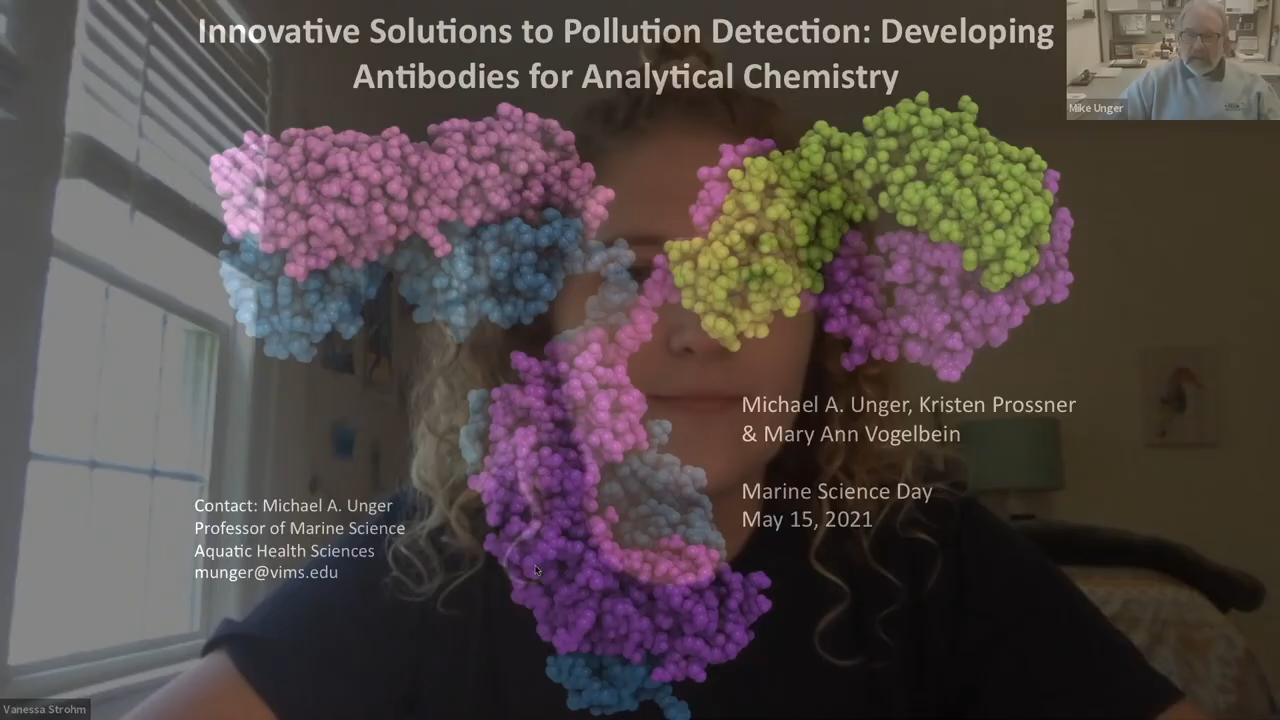 Innovative Solutions to Pollution Detection: Developing
Antibodies for Analytical Chemistry
Mike Unger
Michael A. Unger, Kristen Prossner
& Mary Ann Vogelbein
Marine Science Day
May 15, 2021
Contact: Michael A. Unger
Professor of Marine Science
Aquatic Health Sciences
munger@vims.edu
Vanessa Strohm